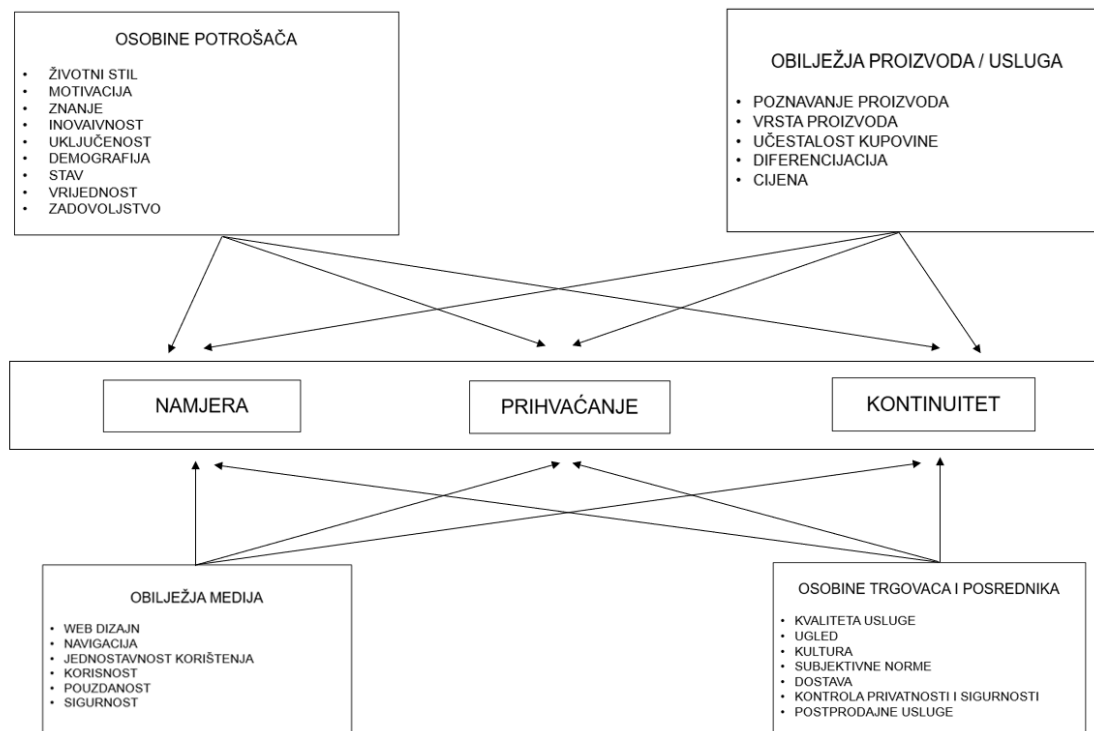 OSOBINE POTROŠAČA
• ŽIVOTNI STIL
• MOTIVACIJA
• ZNANJE
• INOVAIVNOST
• UKLJUČENOST
• DEMOGRAFIJA
• STAV
• VRIJEDNOST
• ZADOVOLJSTVO
OBILJEŽJA PROIZVODA / USLUGA
• POZNAVANJE PROIZVODA
• VRSTA PROIZVODA
• UČESTALOST KUPOVINE
• DIFERENCIJACIJA
• CIJENA
NAMJERA
PRIHVAĆANJE
KONTINUITET
OBILJEŽJA MEDIJA
• WEB DIZAJN
• NAVIGACIJA
• JEDNOSTAVNOST KORIŠTENJA
• KORISNOST
• POUZDANOST
• SIGURNOST
OSOBINE TRGOVACA I POSREDNIKA
• KVALITETA USLUGE
• UGLED
• KULTURA
• SUBJEKTIVNE NORME
• DOSTAVA
• KONTROLA PRIVATNOSTI I SIGURNOSTI
• POSTPRODAJNE USLUGE